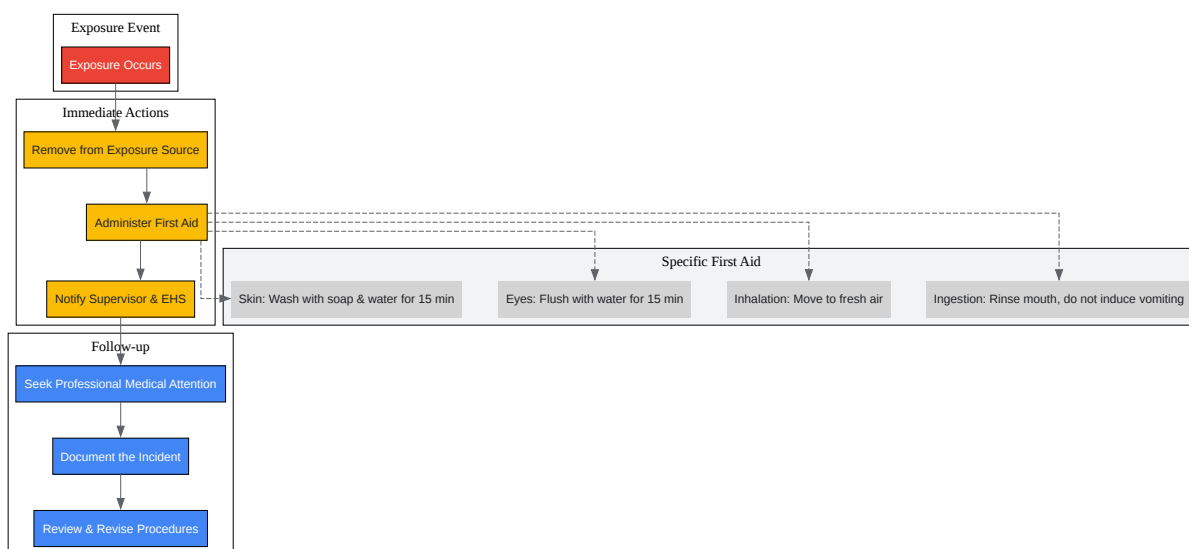 Exposure Event
Exposure Occurs
Immediate Actions
Remove from Exposure Source
Administer First Aid
Notify Supervisor & EHS
Specific First Aid
Skin: Wash with soap & water for 15 min
Eyes: Flush with water for 15 min
Inhalation: Move to fresh air
Ingestion: Rinse mouth, do not induce vomiting
Follow-up
Seek Professional Medical Attention
Document the Incident
Review & Revise Procedures